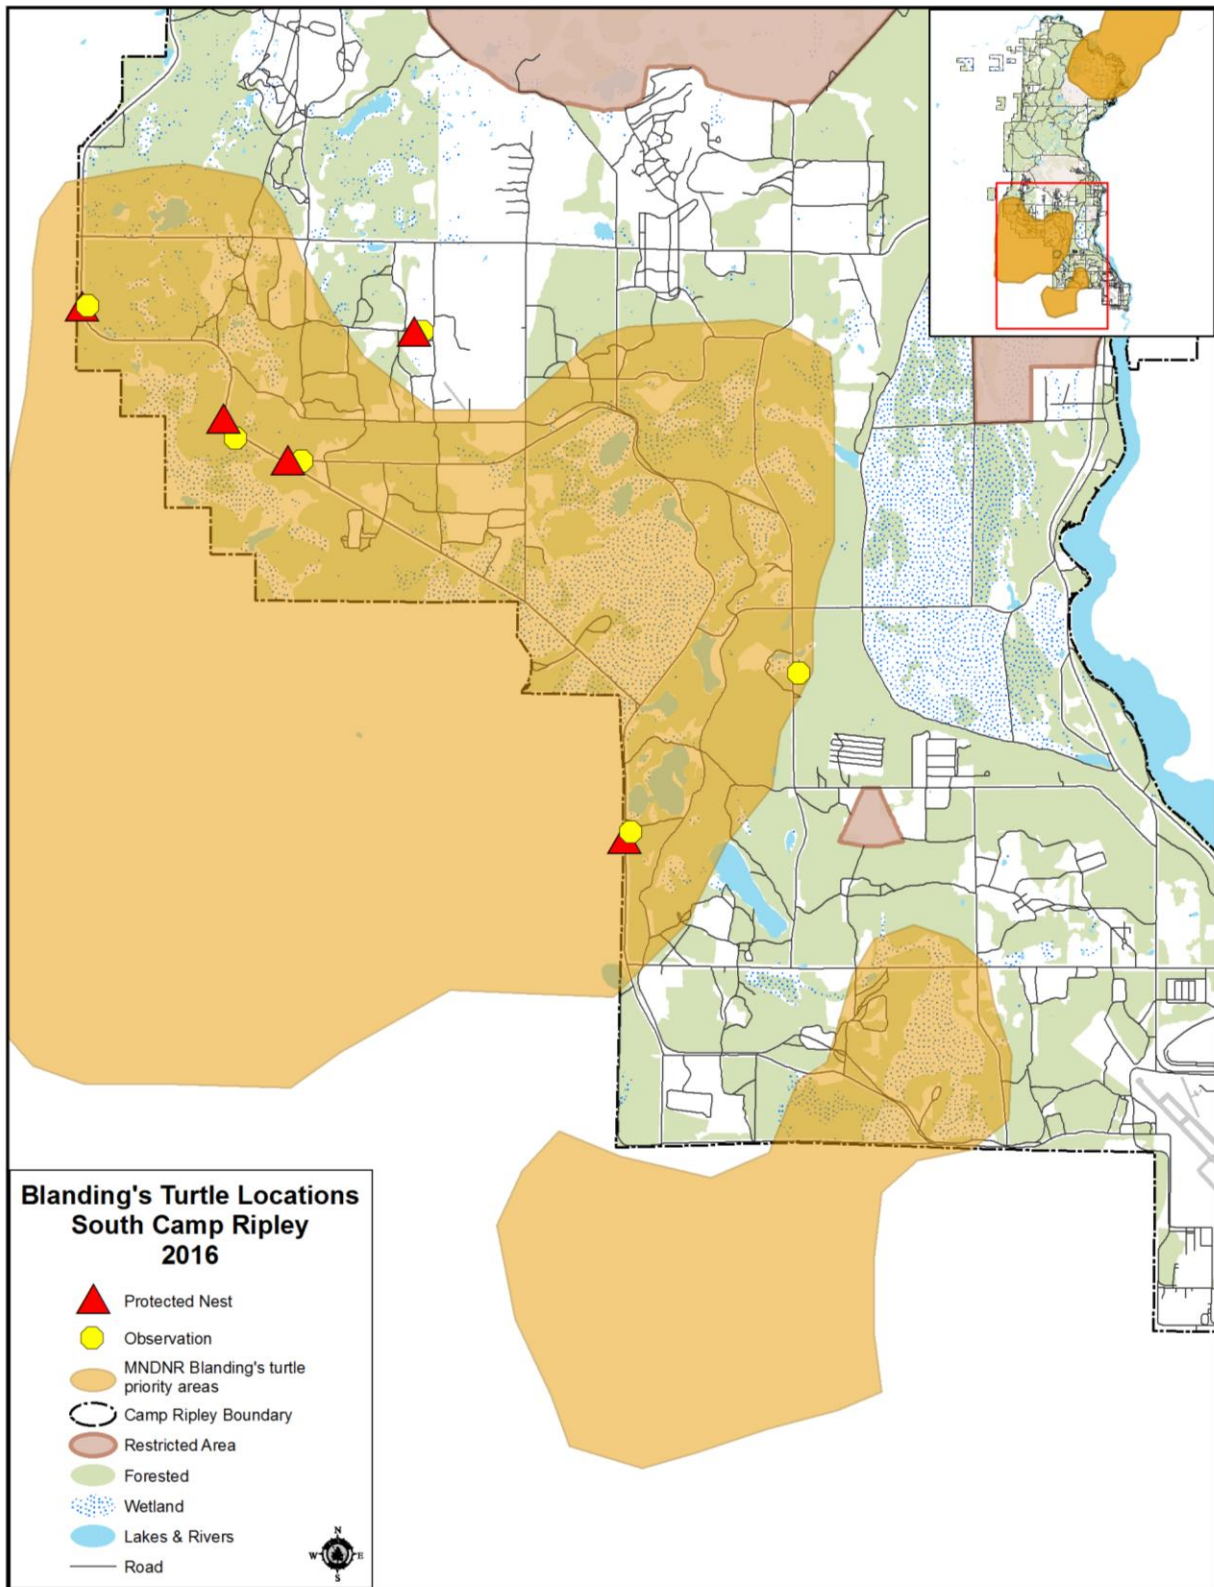 Blanding's Turtle Locations
South Camp Ripley
2016
Protected Nest
Observation
MNDNR Blanding's turtle
priority areas
Camp Ripley Boundary
Restricted Area
Forested
Wetland
Lakes & Rivers
Road
N
W E
S